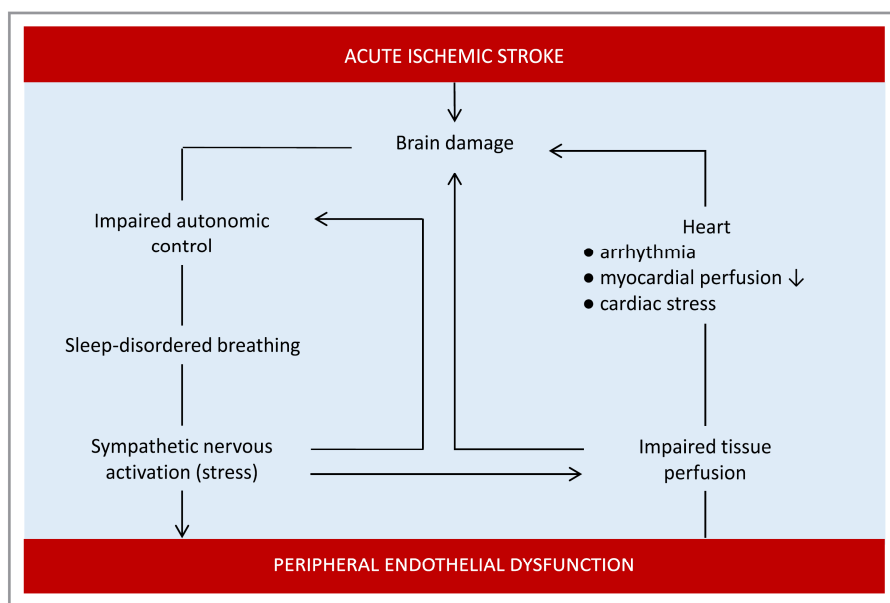 ACUTE ISCHEMIC STROKE
Brain damage
Impaired autonomic
control
Heart
● arrhythmia
● myocardial perfusion ↓
● cardiac stress
Sleep-disordered breathing
Sympathetic nervous
activation (stress)
Impaired tissue
perfusion
PERIPHERAL ENDOTHELIAL DYSFUNCTION